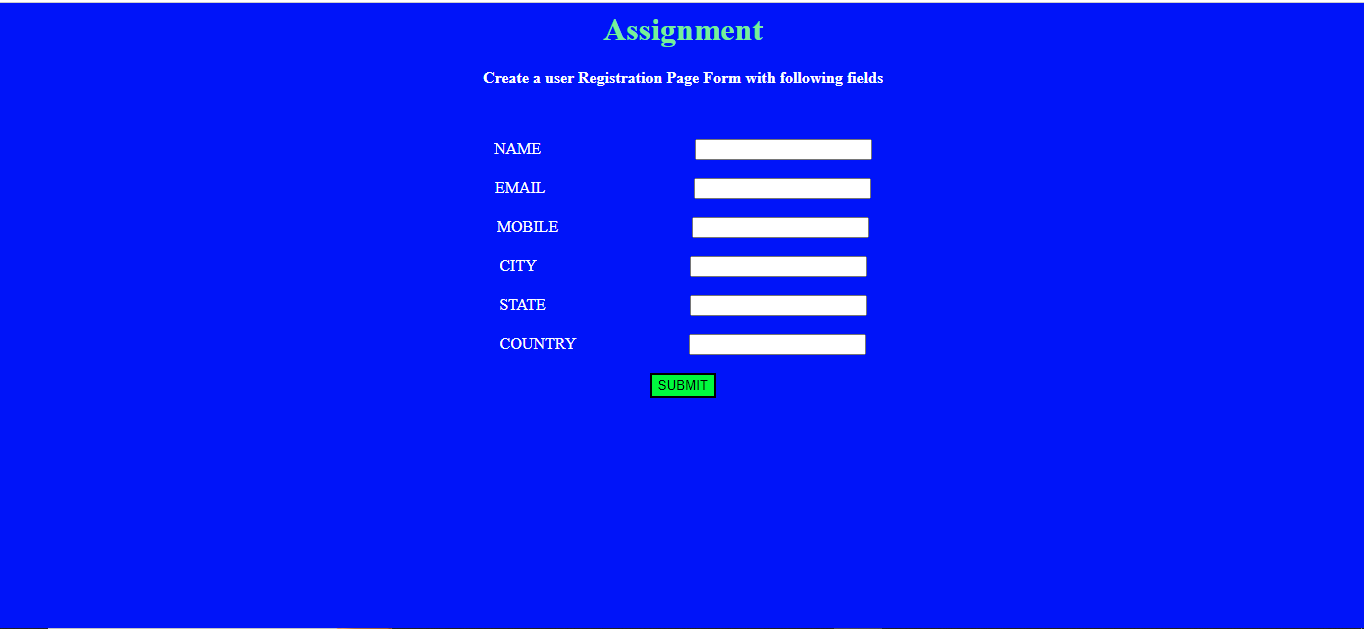 Assignment
Create a user Registration Page Form with following fields
NAME
EMAIL
MOBILE
CITY
STATE
COUNTRY
SUBMIT